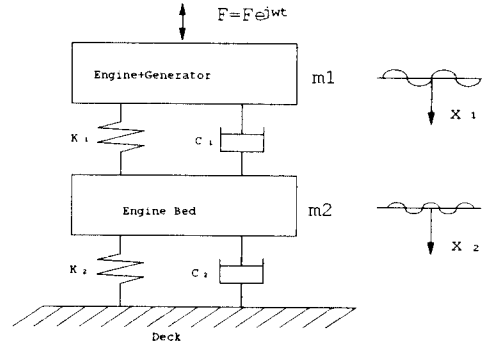 F=Fe^jwt
Engine+Generator
m1
K 1
C 1
X 1
Engine Bed
m2
K 2
C 2
X 2
Deck